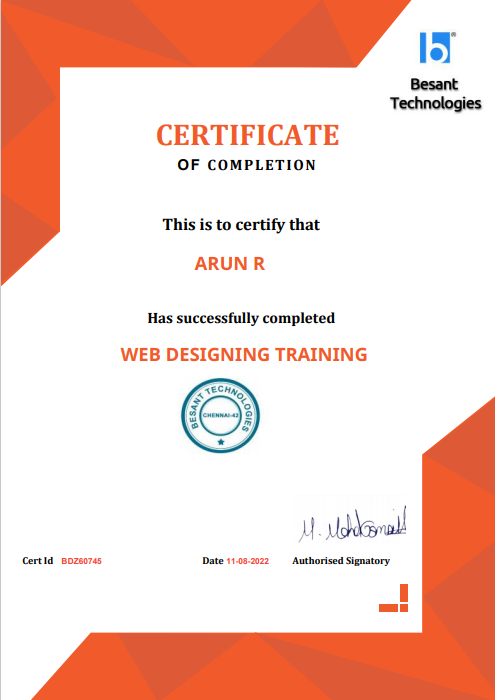 Besant
Technologies
CERTIFICATE
OF COMPLETION
This is to certify that
ARUN R
Has successfully completed
WEB DESIGNING TRAINING
BESANT TECHNOLOGIES
CHENNAI-42
Cert Id BDZ60745
Date 11-08-2022
Authorised Signatory